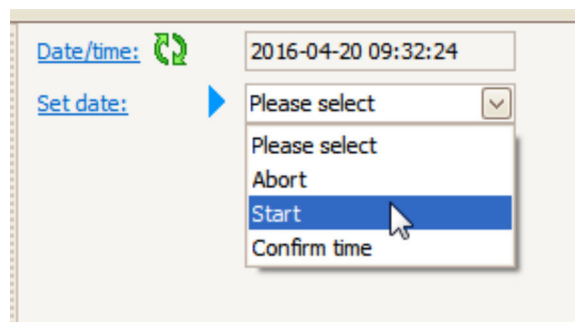 Date/time: 2016-04-20 09:32:24
Set date: Please select
Please select
Abort
Start
Confirm time